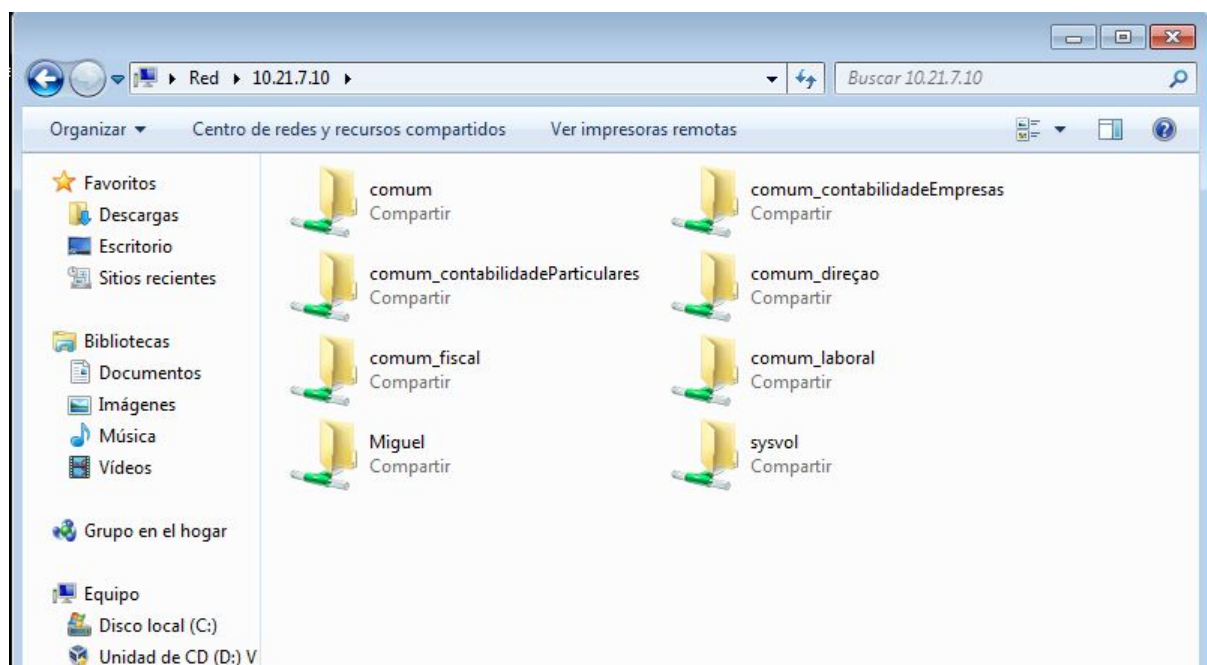 Red 10.21.7.10
Buscar 10.21.7.10
Organizar
Centro de redes y recursos compartidos
Ver impresoras remotas
Favoritos
Descargas
Escritorio
Sitios recientes
Bibliotecas
Documentos
Imágenes
Música
Vídeos
Grupo en el hogar
Equipo
Disco local (C:)
Unidad de CD (D:) V
comum
Compartir
comum_contabilidadeEmpresas
Compartir
comum_contabilidadeParticulares
Compartir
comum_direçao
Compartir
comum_fiscal
Compartir
comum_laboral
Compartir
Miguel
Compartir
sysvol
Compartir